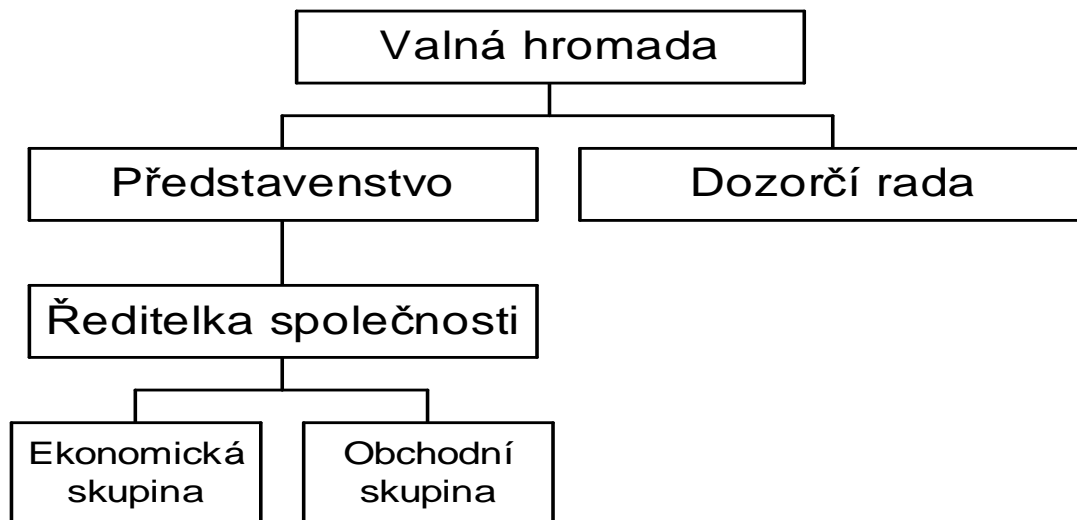 Valná hromada
Představenstvo
Dozorčí rada
Ředitelka společnosti
Ekonomická
skupina
Obchodní
skupina